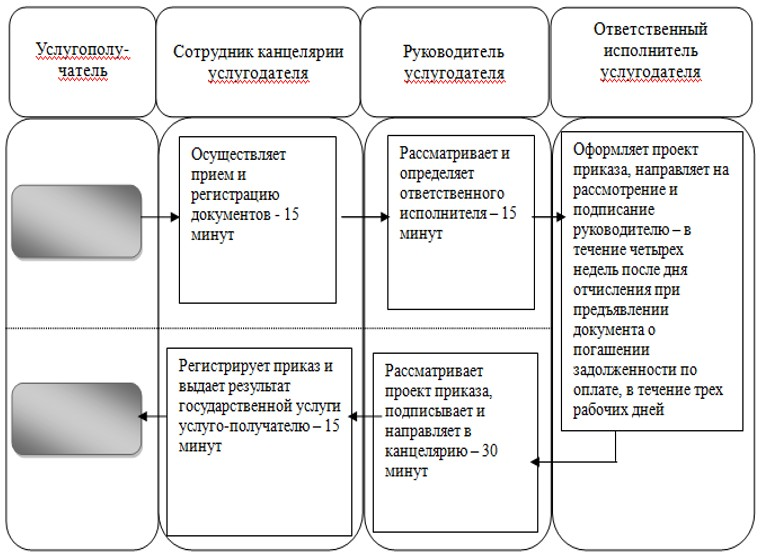 Услугополу-
чатель
Сотрудник канцелярии
услугодателя
Руководитель
услугодателя
Ответственный
исполнитель
услугодателя
Осуществляет
прием и
регистрацию
документов - 15
минут
Рассматривает и
определяет
ответственного
исполнителя – 15
минут
Оформляет проект
приказа, направляет на
рассмотрение и
подписание
руководителю – в
течение четырех
недель после дня
отчисления при
предъявлении
документа о
погашении
задолженности по
оплате, в течение трех
рабочих дней
Регистрирует приказ и
выдает результат
государственной услуги
услуго-получателю – 15
минут
Рассматривает
проект приказа,
подписывает и
направляет в
канцелярию – 30
минут